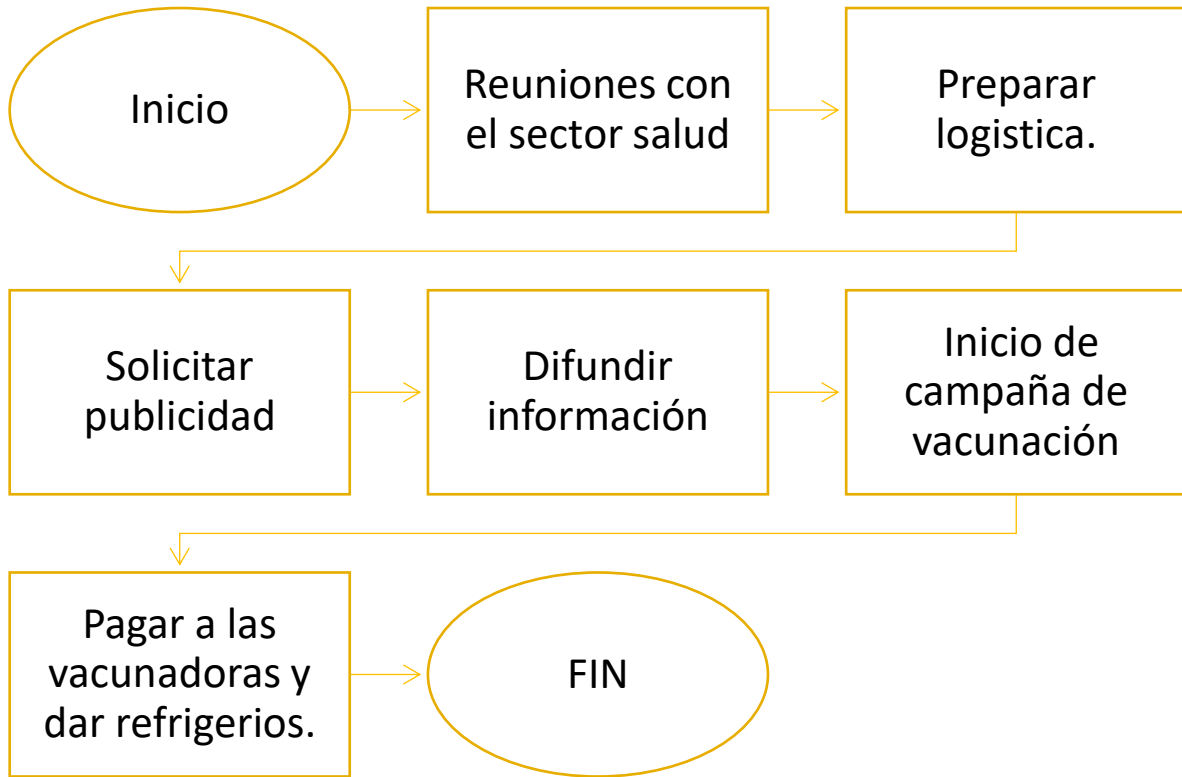 Inicio
Reuniones con
el sector salud
Preparar
logistica.
Solicitar
publicidad
Difundir
información
Inicio de
campaña de
vacunación
Pagar a las
vacunadoras y
dar refrigerios.
FIN